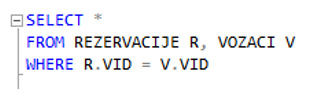 SELECT *
FROM REZERVACIJE R, VOZACI V
WHERE R.VID = V.VID